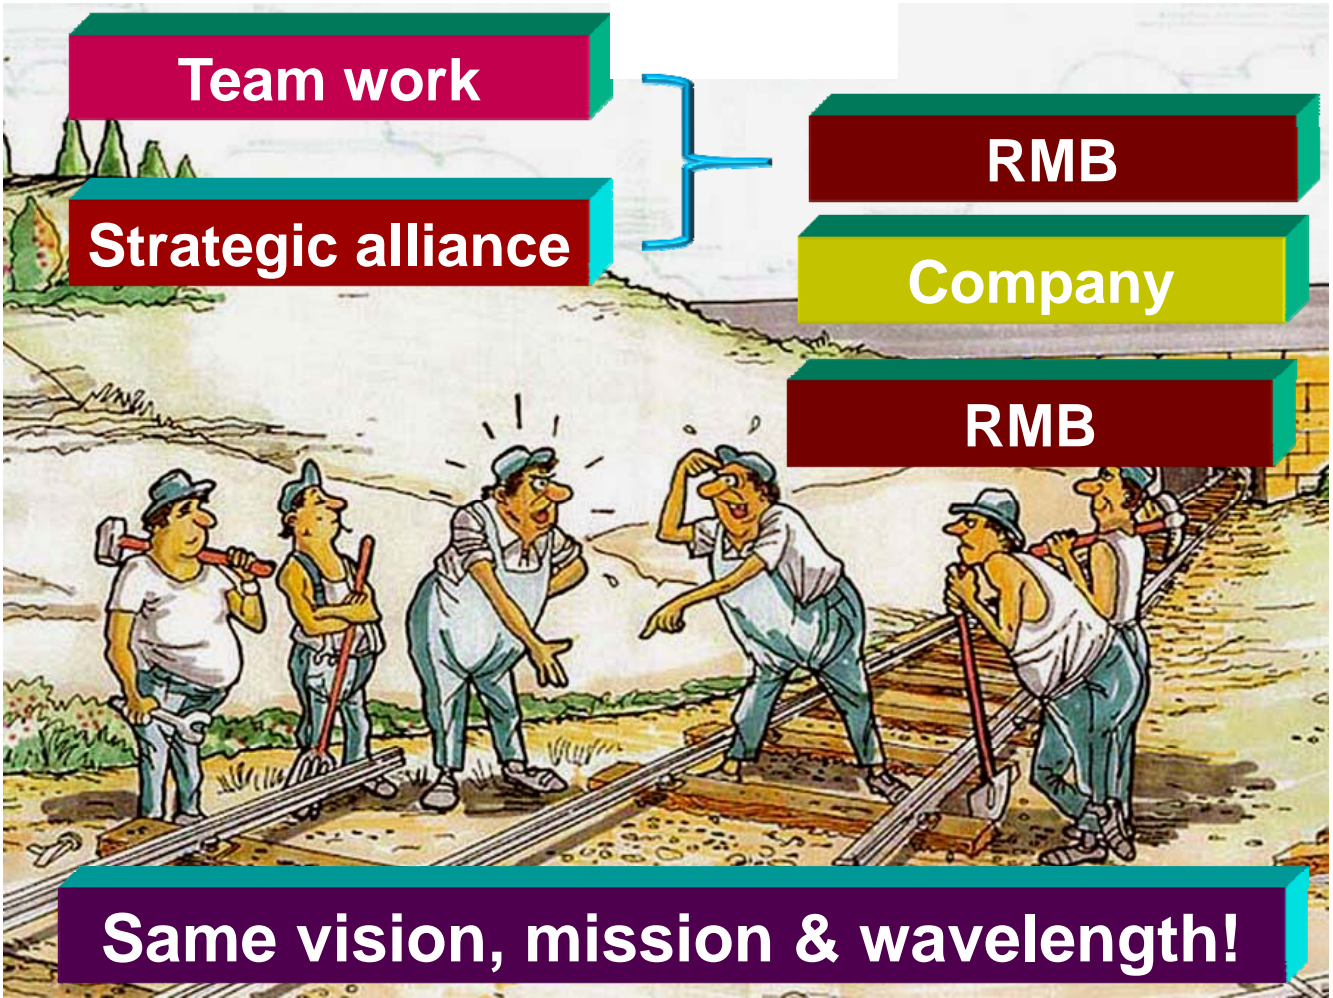 Team work
Strategic alliance
RMB
Company
RMB
Same vision, mission & wavelength!